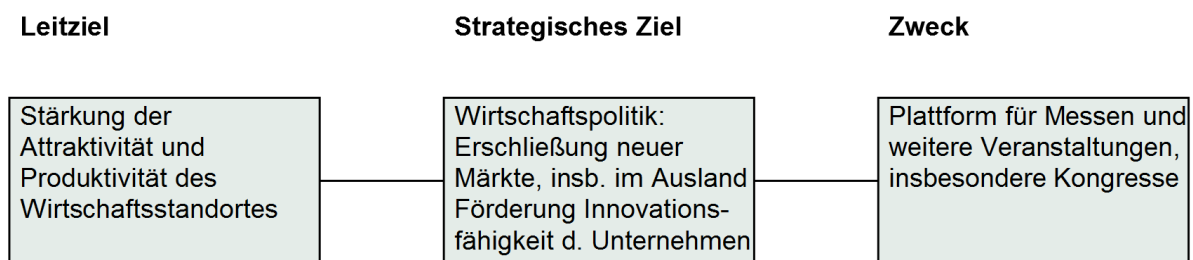 Leitziel
Strategisches Ziel
Zweck
Stärkung der
Attraktivität und
Produktivität des
Wirtschaftsstandortes
Wirtschaftspolitik:
Erschließung neuer
Märkte, insb. im Ausland
Förderung Innovations-
fähigkeit d. Unternehmen
Plattform für Messen und
weitere Veranstaltungen,
insbesondere Kongresse